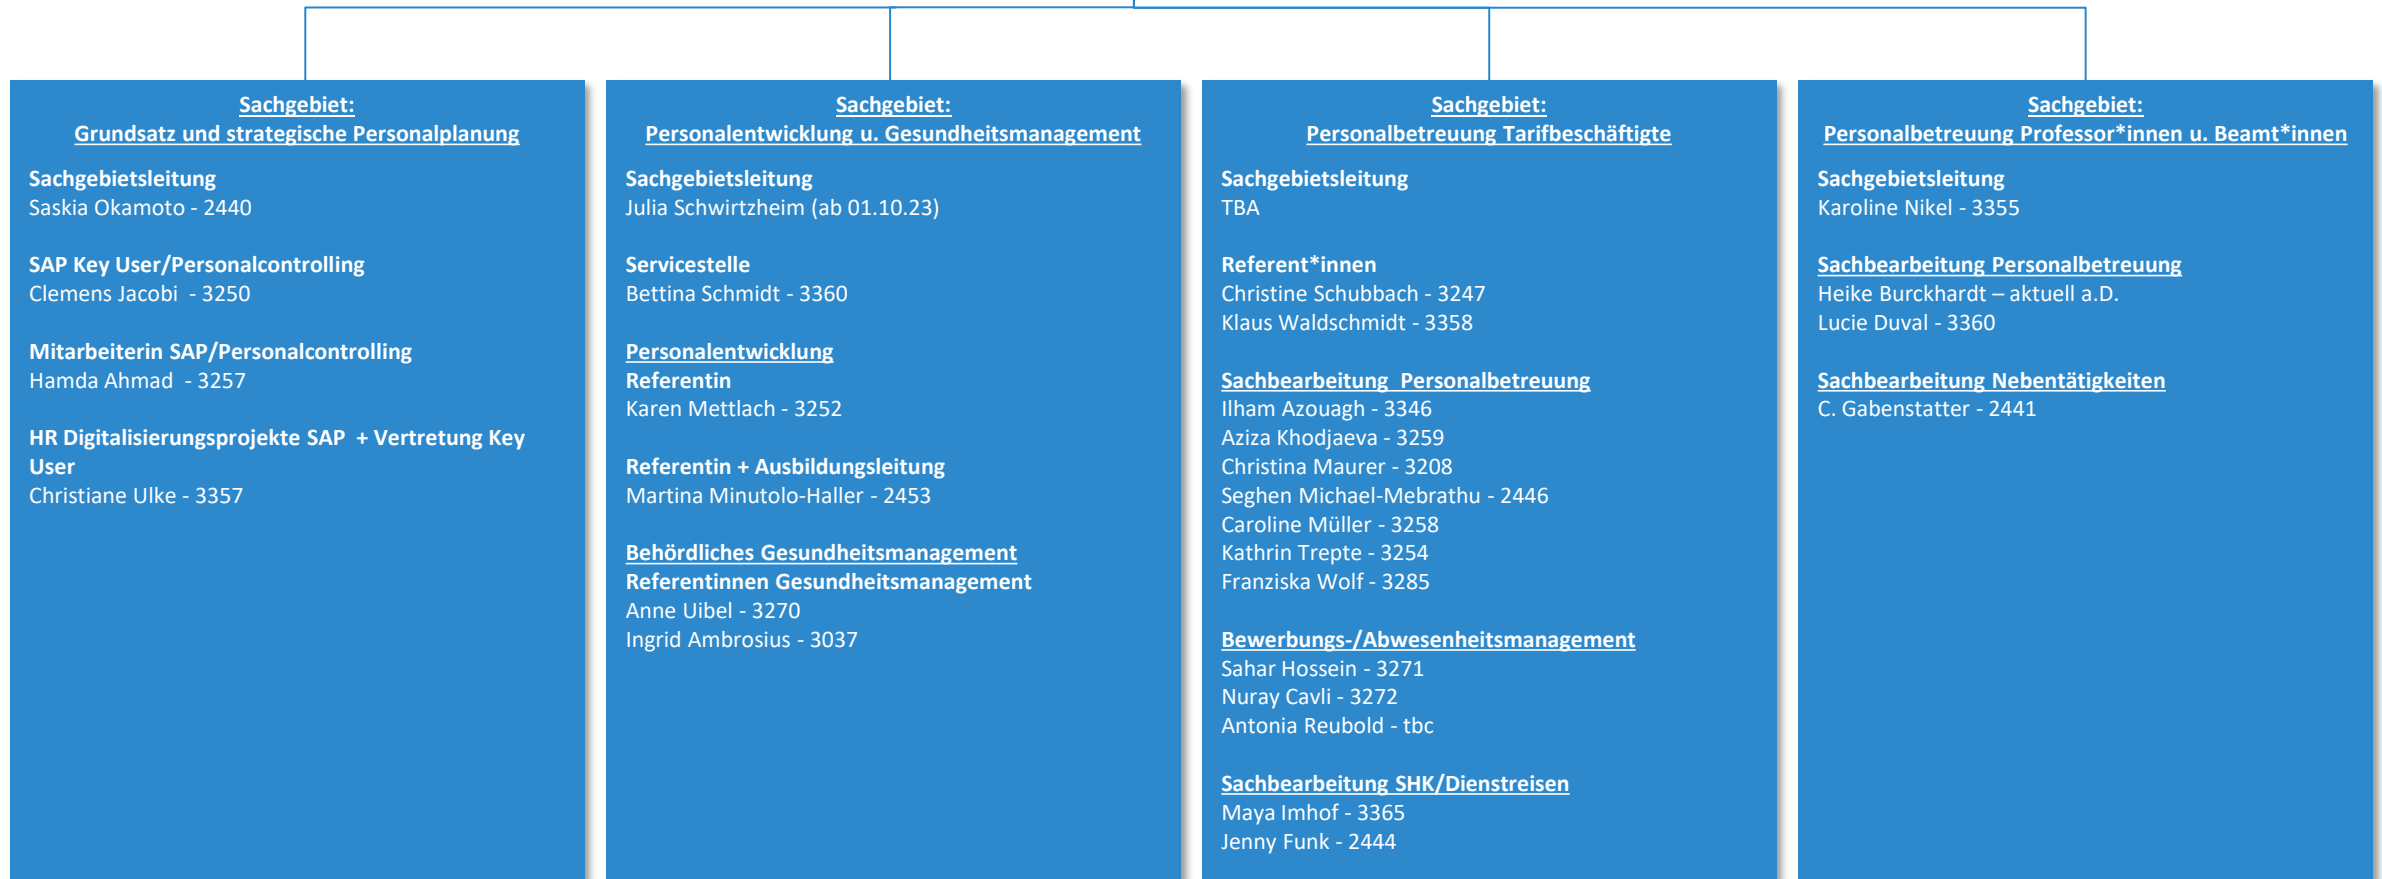 Sachgebiet:
Grundsatz und strategische Personalplanung
Sachgebietsleitung
Saskia Okamoto - 2440
SAP Key User/Personalcontrolling
Clemens Jacobi - 3250
Mitarbeiterin SAP/Personalcontrolling
Hamda Ahmad - 3257
HR Digitalisierungsprojekte SAP + Vertretung Key
User
Christiane Ulke - 3357
Sachgebiet:
Personalentwicklung u. Gesundheitsmanagement
Sachgebietsleitung
Julia Schwirtzheim (ab 01.10.23)
Servicestelle
Bettina Schmidt - 3360
Personalentwicklung
Referentin
Karen Mettlach - 3252
Referentin + Ausbildungsleitung
Martina Minutolo-Haller - 2453
Behördliches Gesundheitsmanagement
Referentinnen Gesundheitsmanagement
Anne Uibel - 3270
Ingrid Ambrosius - 3037
Sachgebiet:
Personalbetreuung Tarifbeschäftigte
Sachgebietsleitung
TBA
Referent*innen
Christine Schubbach - 3247
Klaus Waldschmidt - 3358
Sachbearbeitung Personalbetreuung
Ilham Azouagh - 3346
Aziza Khodjaeva - 3259
Christina Maurer - 3208
Seghen Michael-Mebrathu - 2446
Caroline Müller - 3258
Kathrin Trepte - 3254
Franziska Wolf - 3285
Bewerbungs-/Abwesenheitsmanagement
Sahar Hossein - 3271
Nuray Cavli - 3272
Antonia Reubold - tbc
Sachbearbeitung SHK/Dienstreisen
Maya Imhof - 3365
Jenny Funk - 2444
Sachgebiet:
Personalbetreuung Professor*innen u. Beamt*innen
Sachgebietsleitung
Karoline Nikel - 3355
Sachbearbeitung Personalbetreuung
Heike Burckhardt – aktuell a.D.
Lucie Duval - 3360
Sachbearbeitung Nebentätigkeiten
C. Gabenstatter - 2441